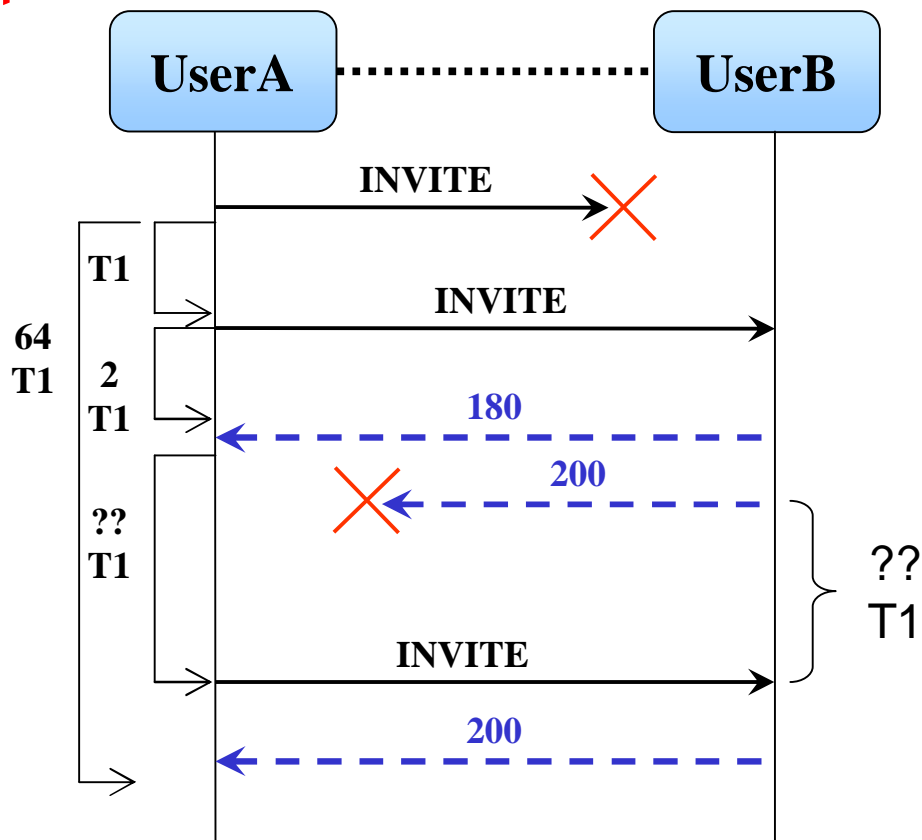 UserA
UserB
INVITE
T1
INVITE
64
T1
2
T1
180
200
??
T1
??
T1
INVITE
200